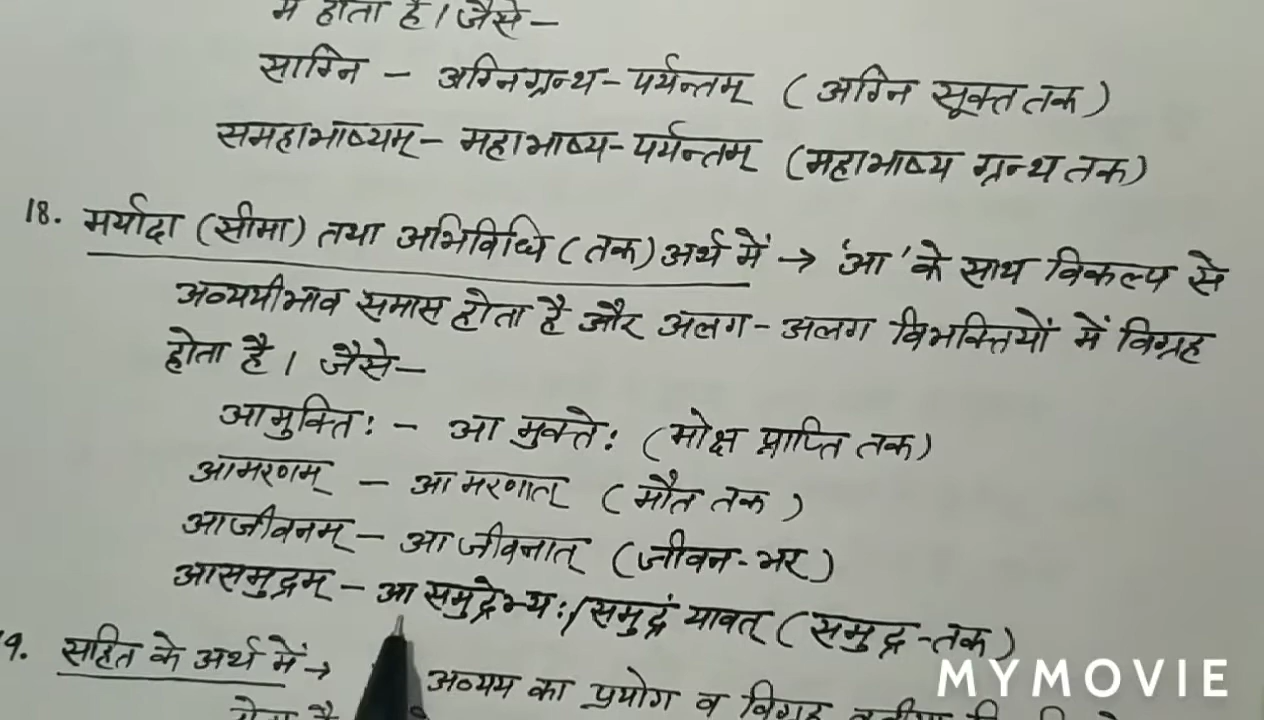 में होता है। जैसे–
साग्नि – अग्निग्रन्थ-पर्यन्तम् (अग्नि सूक्त तक)
समहाभाष्यम् – महाभाष्य-पर्यन्तम् (महाभाष्य ग्रन्थ तक)
18. मर्यादा (सीमा) तथा अभिविधि (तक) अर्थ में → 'आ' के साथ विकल्प से
अव्ययीभाव समास होता है और अलग-अलग विभक्तियों में विग्रह
होता है। जैसे–
आमुक्तिः – आ मुक्तेः (मोक्ष प्राप्ति तक)
आमरणम् – आ मरणात् (मौत तक)
आजीवनम् – आ जीवनात् (जीवन-भर)
आसमुद्रम् – आ समुद्रेभ्यः/समुद्रं यावत् (समुद्र-तक)
19. सहित के अर्थ में → अव्यय का प्रयोग व विग्रह
MYMOVIE